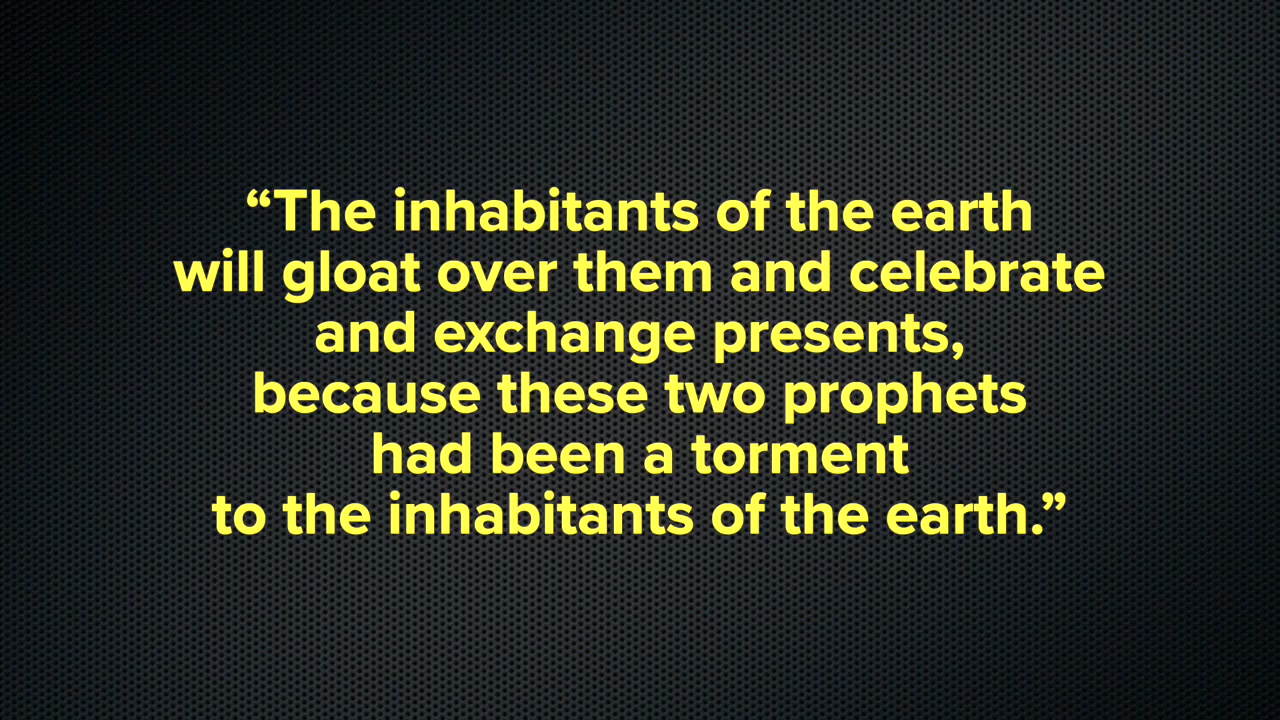 “The inhabitants of the earth
will gloat over them and celebrate
and exchange presents,
because these two prophets
had been a torment
to the inhabitants of the earth.”